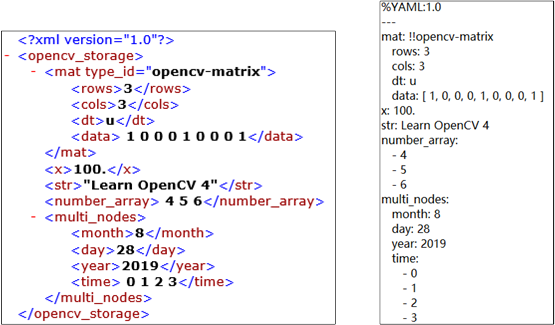 <?xml version="1.0"?>
- <opencv_storage>
- <mat type_id="opencv-matrix">
<rows>3</rows>
<cols>3</cols>
<dt>u</dt>
<data> 1 0 0 0 1 0 0 0 1</data>
</mat>
<x>100.</x>
<str>"Learn OpenCV 4"</str>
<number_array> 4 5 6</number_array>
- <multi_nodes>
<month>8</month>
<day>28</day>
<year>2019</year>
<time> 0 1 2 3</time>
</multi_nodes>
</opencv_storage>
%YAML:1.0
---
mat: !!opencv-matrix
rows: 3
cols: 3
dt: u
data: [ 1, 0, 0, 0, 1, 0, 0, 0, 1 ]
x: 100.
str: Learn OpenCV 4
number_array:
- 4
- 5
- 6
multi_nodes:
month: 8
day: 28
year: 2019
time:
- 0
- 1
- 2
- 3